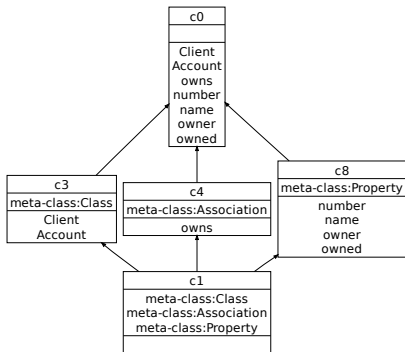 c0
Client
Account
owns
number
name
owner
owned
c3
meta-class:Class
Client
Account
c4
meta-class:Association
owns
c8
meta-class:Property
number
name
owner
owned
c1
meta-class:Class
meta-class:Association
meta-class:Property